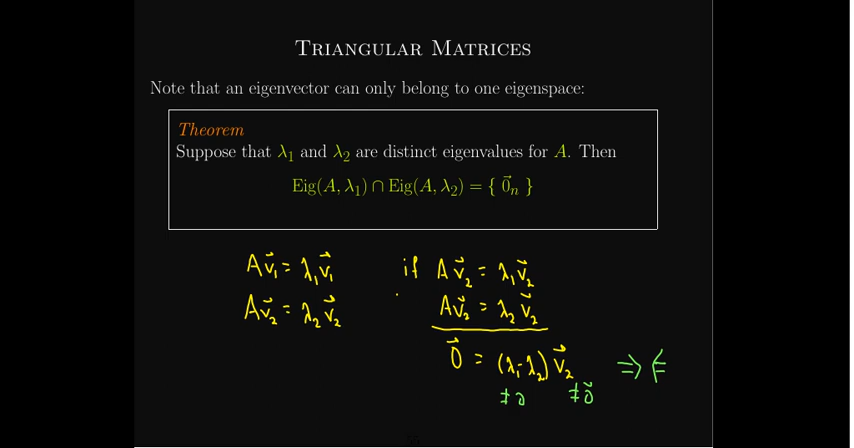 TRIANGULAR MATRICES
Note that an eigenvector can only belong to one eigenspace:
Theorem
Suppose that λ₁ and λ₂ are distinct eigenvalues for A. Then
Eig(A, λ₁) ∩ Eig(A, λ₂) = { 0⃗ₙ }
Av⃗₁ = λ₁v⃗₁
Av⃗₂ = λ₂v⃗₂
if Av⃗₂ = λ₁v⃗₂
Av⃗₂ = λ₂v⃗₂
0⃗ = (λ₁-λ₂)v⃗₂ ⇒⇐
≠0 ≠0⃗